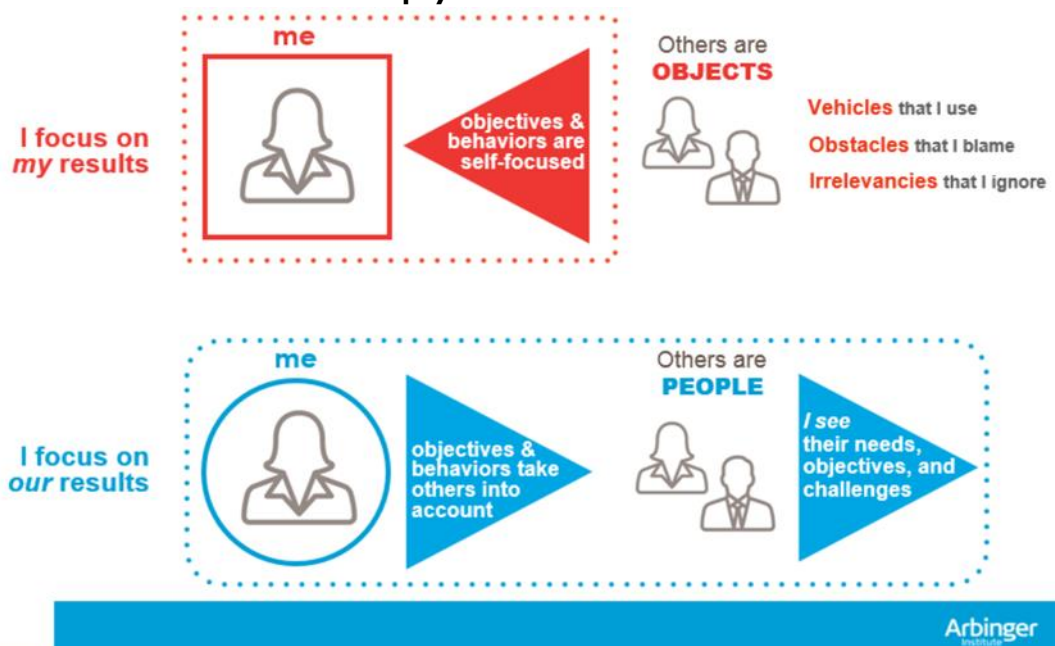 me
Others are
OBJECTS
I focus on
my results
objectives &
behaviors are
self-focused
Vehicles that I use
Obstacles that I blame
Irrelevancies that I ignore
me
Others are
PEOPLE
I focus on
our results
objectives &
behaviors take
others into
account
I see
their needs,
objectives, and
challenges
Arbinger
Institute